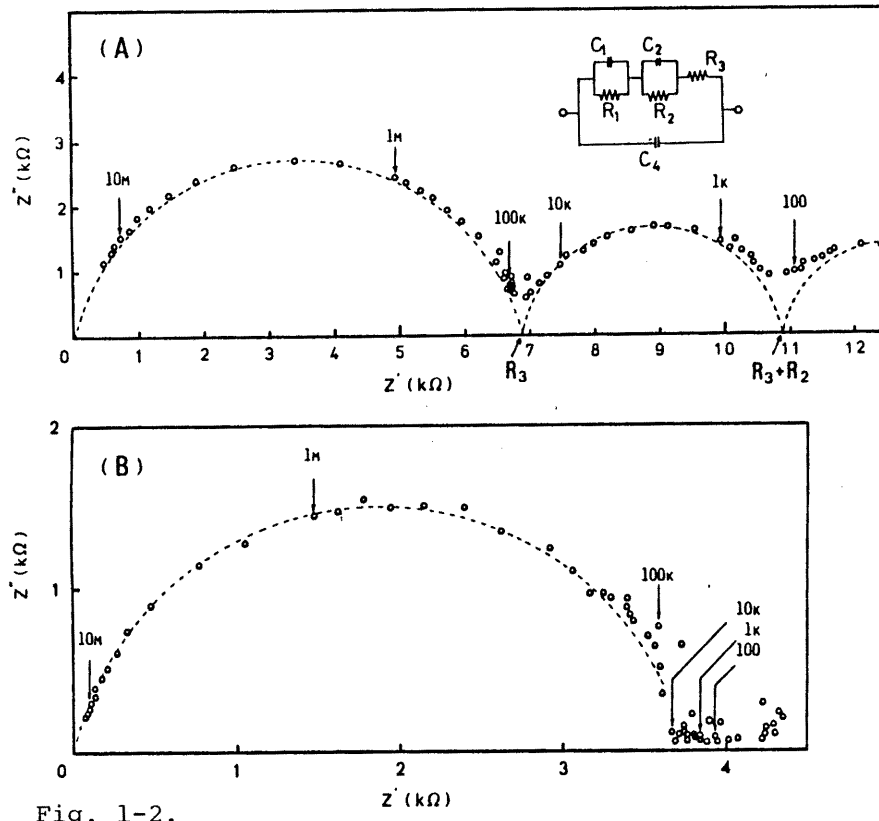 (A)
Z" (kΩ)
4
3
2
1
0
10M
1M
100K
10K
1K
100
C1
C2
R3
R1
R2
C4
1 2 3 4 5 6 7 8 9 10 11 12
Z' (kΩ)
R3
R3+R2
(B)
Z" (kΩ)
2
1
10M
1M
100K
10K
1K
100
0 1 2 3 4
Z' (kΩ)
Fig. 1-2.